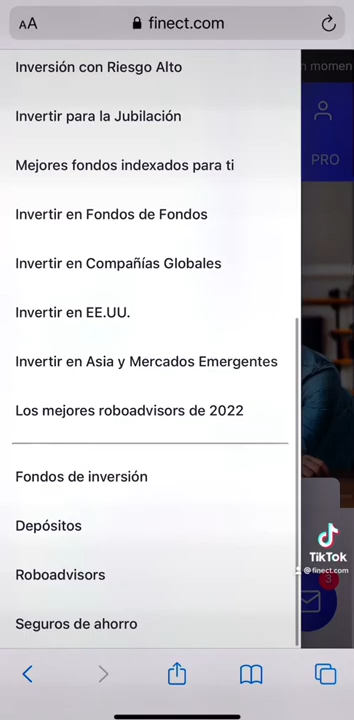 AA
finect.com
Inversión con Riesgo Alto
n momen
Invertir para la Jubilación
Mejores fondos indexados para ti
PRO
Invertir en Fondos de Fondos
Invertir en Compañías Globales
Invertir en EE.UU.
Invertir en Asia y Mercados Emergentes
Los mejores roboadvisors de 2022
Fondos de inversión
Depósitos
TikTok
@finect.com
Roboadvisors
3
Seguros de ahorro